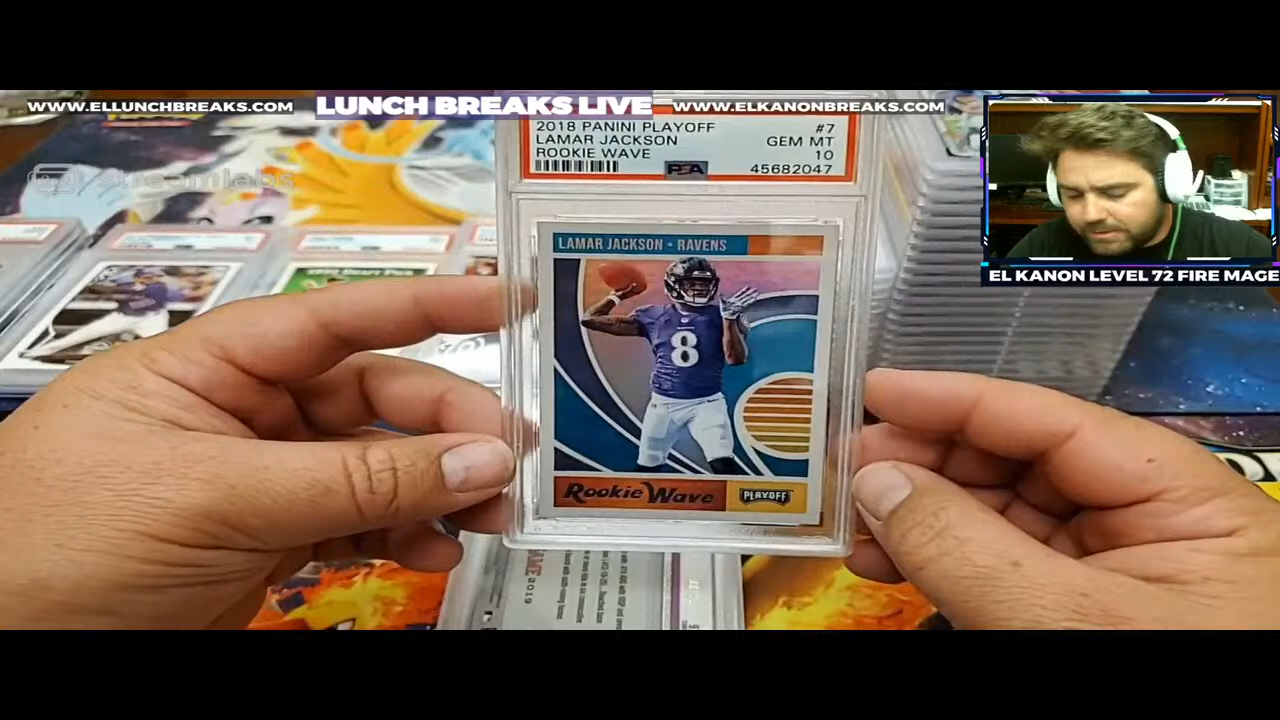 WWW.ELLUNCHBREAKS.COM
LUNCH BREAKS LIVE
WWW.ELKANONBREAKS.COM
streamlabs
2018 PANINI PLAYOFF #7
LAMAR JACKSON GEM MT
ROOKIE WAVE 10
PSA 45682047
LAMAR JACKSON • RAVENS
8
Rookie Wave
PLAYOFF
EL KANON LEVEL 72 FIRE MAGE
2019